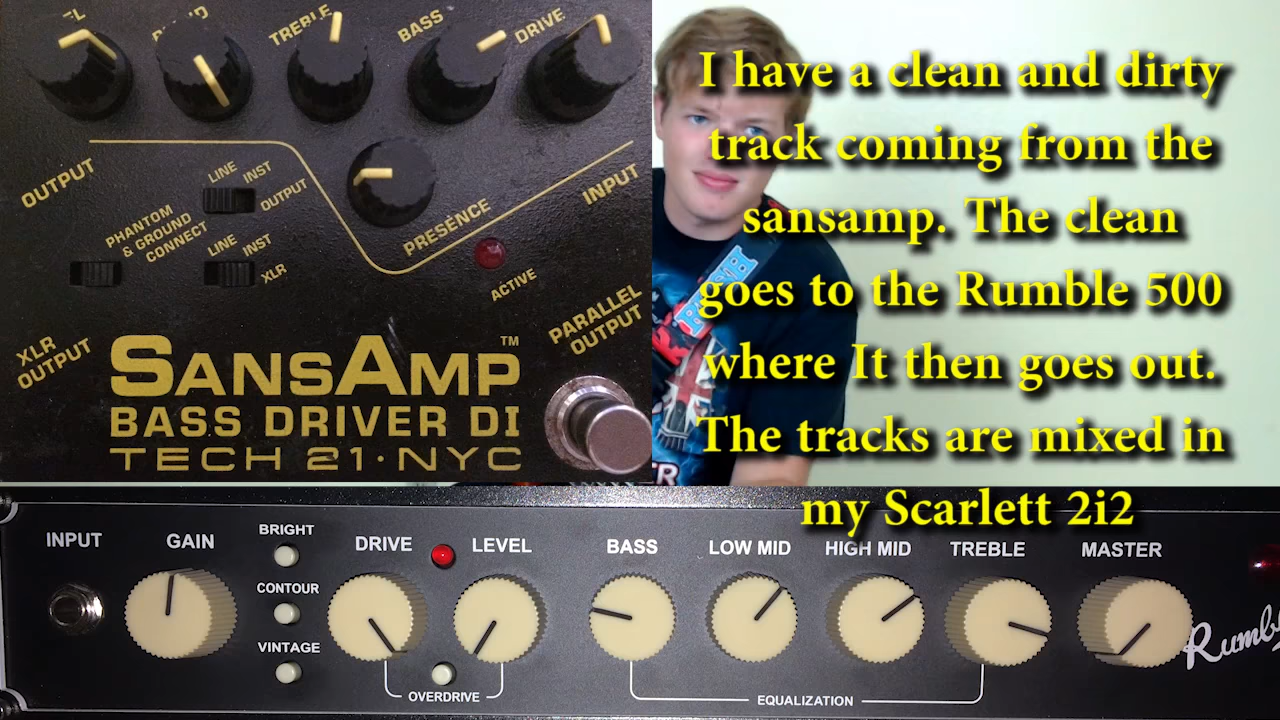 TREBLE
BASS
DRIVE
OUTPUT
LINE
INST
OUTPUT
PHANTOM
& GROUND
CONNECT
LINE
INST
XLR
PRESENCE
INPUT
ACTIVE
XLR
OUTPUT
PARALLEL
OUTPUT
SANSAMP™
BASS DRIVER DI
TECH 21·NYC
I have a clean and dirty
track coming from the
sansamp. The clean
goes to the Rumble 500
where It then goes out.
The tracks are mixed in
my Scarlett 2i2
INPUT
GAIN
BRIGHT
CONTOUR
VINTAGE
DRIVE
LEVEL
OVERDRIVE
BASS
LOW MID
HIGH MID
TREBLE
EQUALIZATION
MASTER